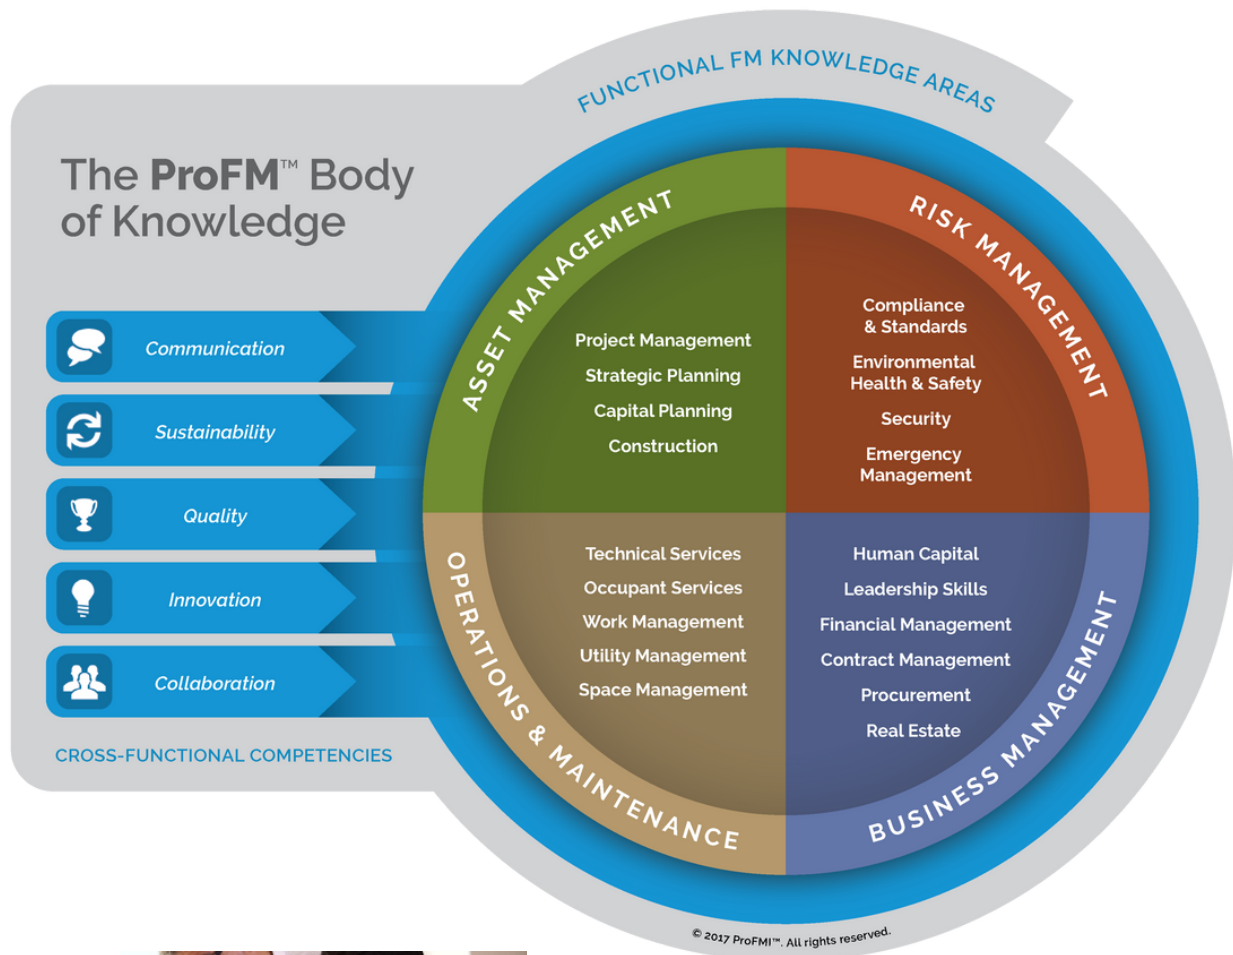 FUNCTIONAL FM KNOWLEDGE AREAS
The ProFM™ Body
of Knowledge
Communication
Sustainability
Quality
Innovation
Collaboration
CROSS-FUNCTIONAL COMPETENCIES
ASSET MANAGEMENT
Project Management
Strategic Planning
Capital Planning
Construction
RISK MANAGEMENT
Compliance
& Standards
Environmental
Health & Safety
Security
Emergency
Management
OPERATIONS & MAINTENANCE
Technical Services
Occupant Services
Work Management
Utility Management
Space Management
BUSINESS MANAGEMENT
Human Capital
Leadership Skills
Financial Management
Contract Management
Procurement
Real Estate
© 2017 ProFMI™. All rights reserved.